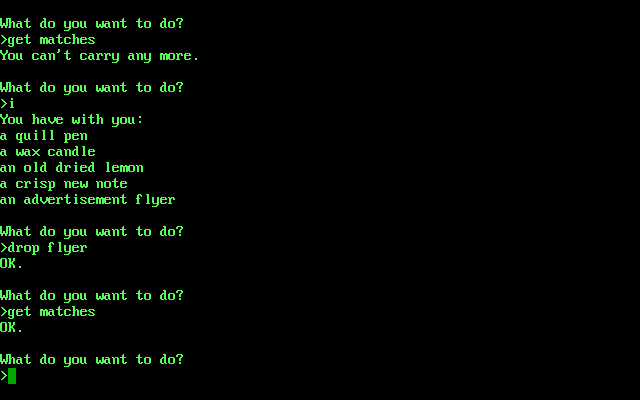 What do you want to do?
>get matches
You can't carry any more.
What do you want to do?
>i
You have with you:
a quill pen
a wax candle
an old dried lemon
a crisp new note
an advertisement flyer
What do you want to do?
>drop flyer
OK.
What do you want to do?
>get matches
OK.
What do you want to do?
>